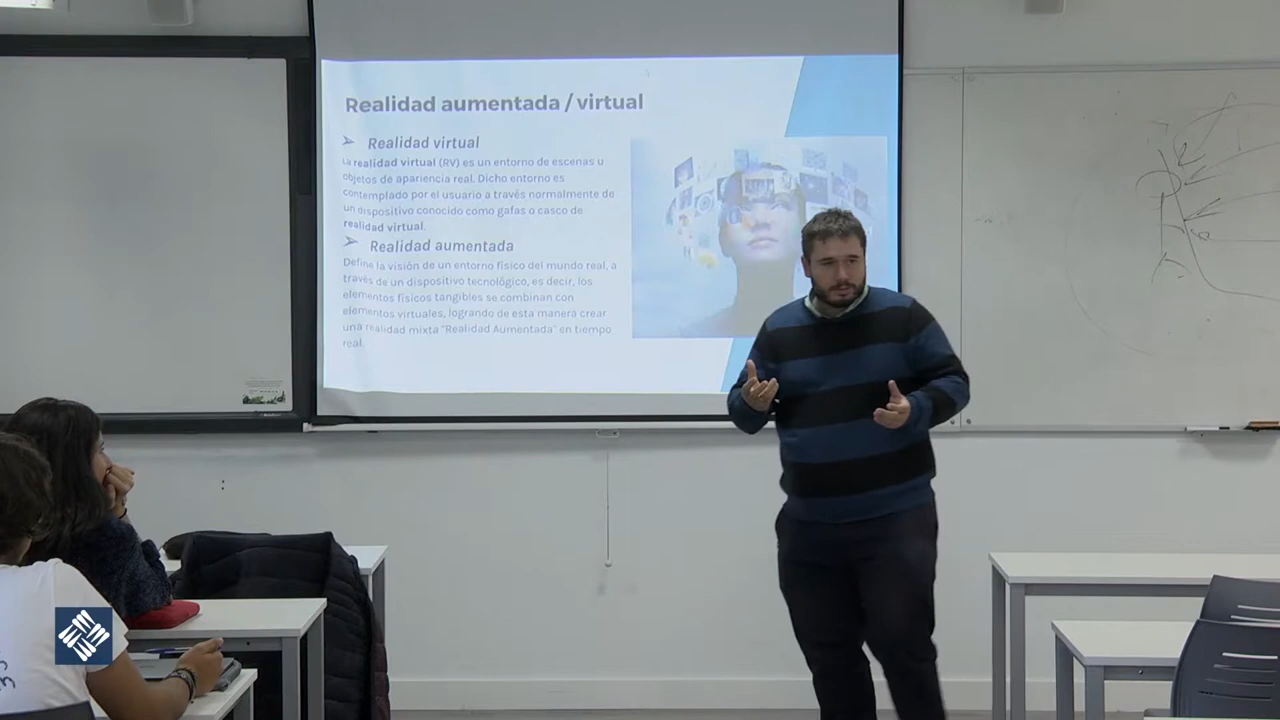 Realidad aumentada / virtual
➢ Realidad virtual
La realidad virtual (RV) es un entorno de escenas u
objetos de apariencia real. Dicho entorno es
contemplado por el usuario a través normalmente de
un dispositivo conocido como gafas o casco de
realidad virtual.
➢ Realidad aumentada
Define la visión de un entorno físico del mundo real, a
través de un dispositivo tecnológico, es decir, los
elementos físicos tangibles se combinan con
elementos virtuales, logrando de esta manera crear
una realidad mixta "Realidad Aumentada" en tiempo
real.